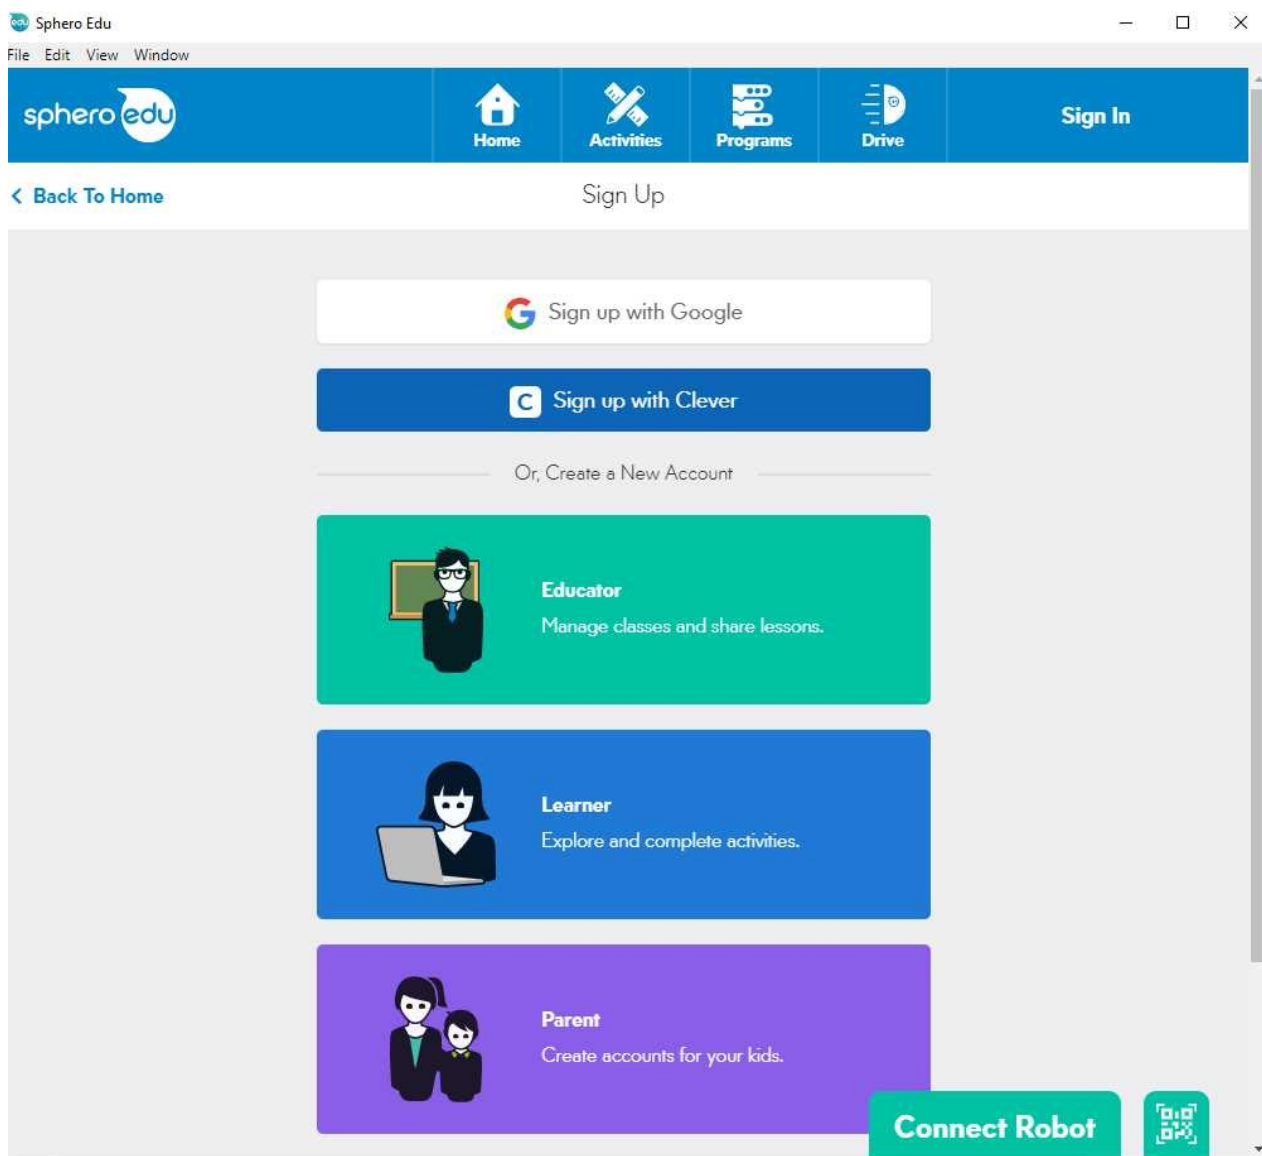 edu Sphero Edu
File Edit View Window
sphero edu
Home
Activities
Programs
Drive
Sign In
Back To Home
Sign Up
G Sign up with Google
C Sign up with Clever
Or, Create a New Account
Educator
Manage classes and share lessons.
Learner
Explore and complete activities.
Parent
Create accounts for your kids.
Connect Robot